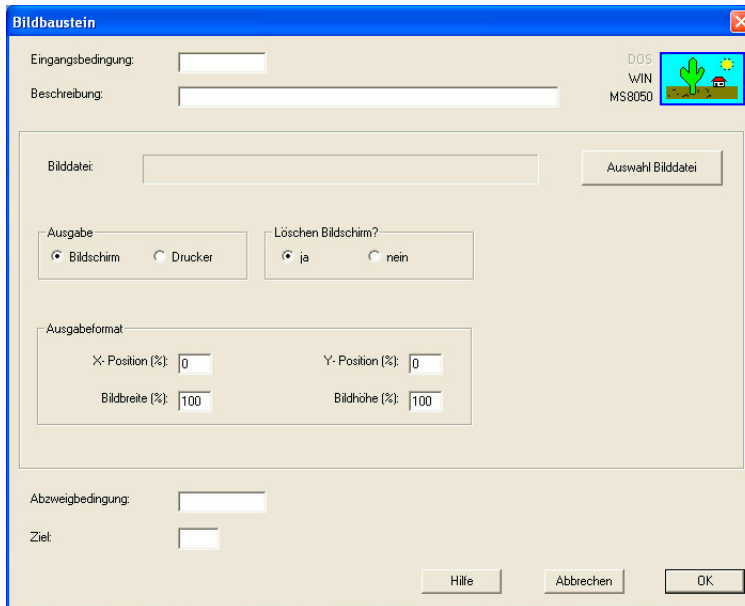 Bildbaustein
Eingangsbedingung:
DOS
WIN
Beschreibung:
MS8050
Bilddatei:
Auswahl Bilddatei
Ausgabe
Bildschirm
Drucker
Löschen Bildschirm?
ja
nein
Ausgabeformat
X- Position (%): 0
Y- Position (%): 0
Bildbreite (%): 100
Bildhöhe (%): 100
Abzweigbedingung:
Ziel:
Hilfe
Abbrechen
OK